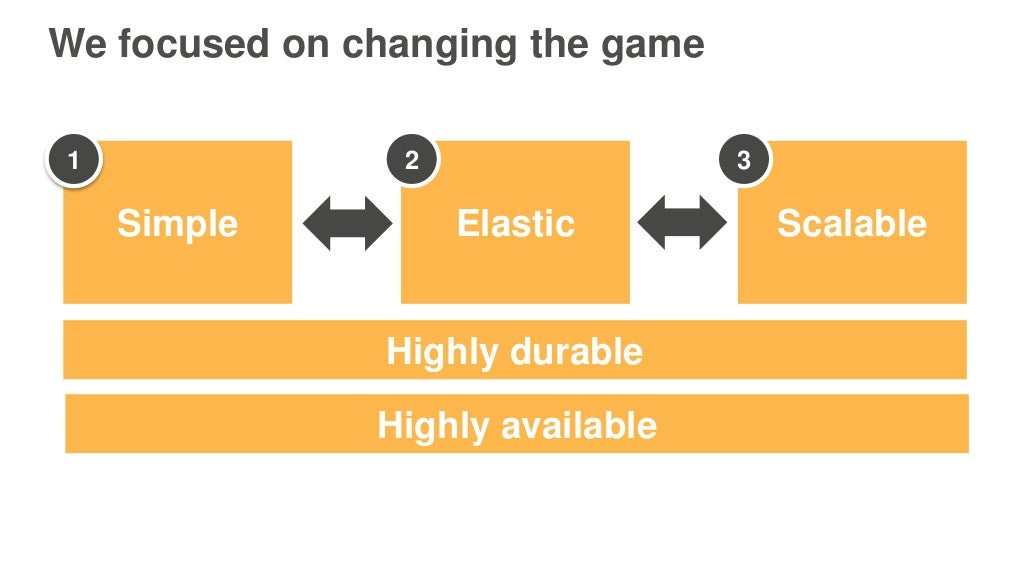 We focused on changing the game
1
Simple
2
Elastic
3
Scalable
Highly durable
Highly available